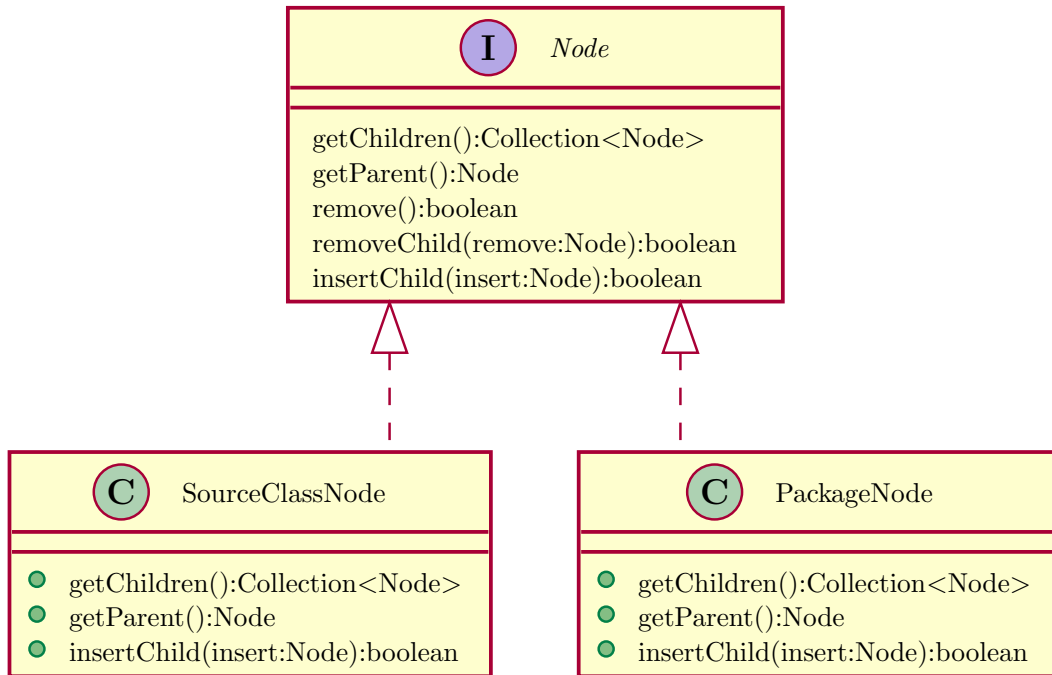 I Node
getChildren():Collection<Node>
getParent():Node
remove():boolean
removeChild(remove:Node):boolean
insertChild(insert:Node):boolean
C SourceClassNode
getChildren():Collection<Node>
getParent():Node
insertChild(insert:Node):boolean
C PackageNode
getChildren():Collection<Node>
getParent():Node
insertChild(insert:Node):boolean